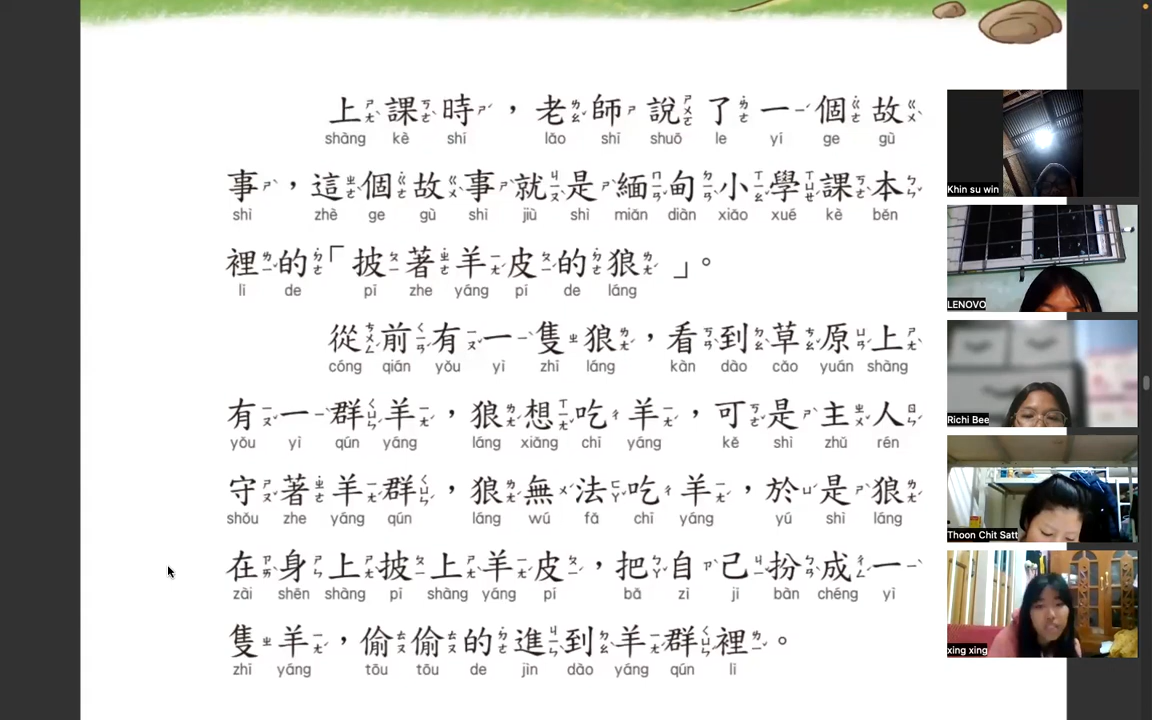 上課時，老師說了一個故
shàng kè shí lǎo shī shuō le yí ge gù
事，這個故事就是緬甸小學課本
shì zhè ge gù shì jiù shì miǎn diàn xiǎo xué kè běn
裡的「披著羊皮的狼」。
lǐ de pī zhe yáng pí de láng
從前有一隻狼，看到草原上
cóng qián yǒu yì zhī láng kàn dào cǎo yuán shàng
有一群羊，狼想吃羊，可是主人
yǒu yì qún yáng láng xiǎng chī yáng kě shì zhǔ rén
守著羊群，狼無法吃羊，於是狼
shǒu zhe yáng qún láng wú fǎ chī yáng yú shì láng
在身上披上羊皮，把自己扮成一
zài shēn shàng pī shàng yáng pí bǎ zì jǐ bàn chéng yì
隻羊，偷偷的進到羊群裡。
zhī yáng tōu tōu de jìn dào yáng qún lǐ
Khin su win
LENOVO
Richi Bee
Thoon Chit Satt
xing xing